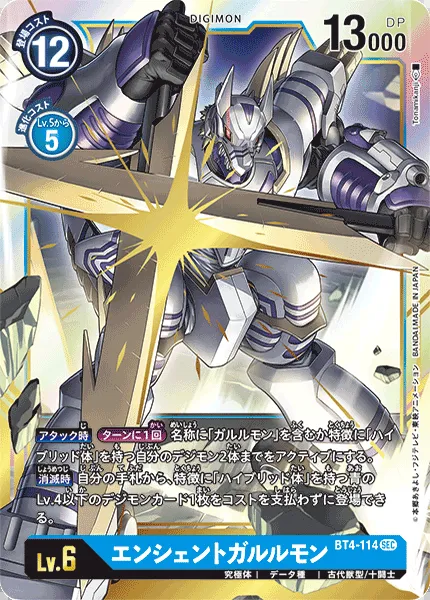 DIGIMON
登場コスト
12
DP
13000
進化コスト
Lv.5から
5
Tonamikanji
アタック時 ターンに1回 名称に「ガルルモン」を含むか特徴に「ハイ
ブリッド体」を持つ自分のデジモン2体までをアクティブにする。
消滅時 自分の手札から、特徴に「ハイブリッド体」を持つ青の
Lv.4以下のデジモンカード1枚をコストを支払わずに登場でき
る。
©本郷あきよし・フジテレビ・東映アニメーション BANDAI MADE IN JAPAN
Lv.6
エンシェントガルルモン
BT4-114 SEC
究極体 | データ種 | 古代獣型/十闘士